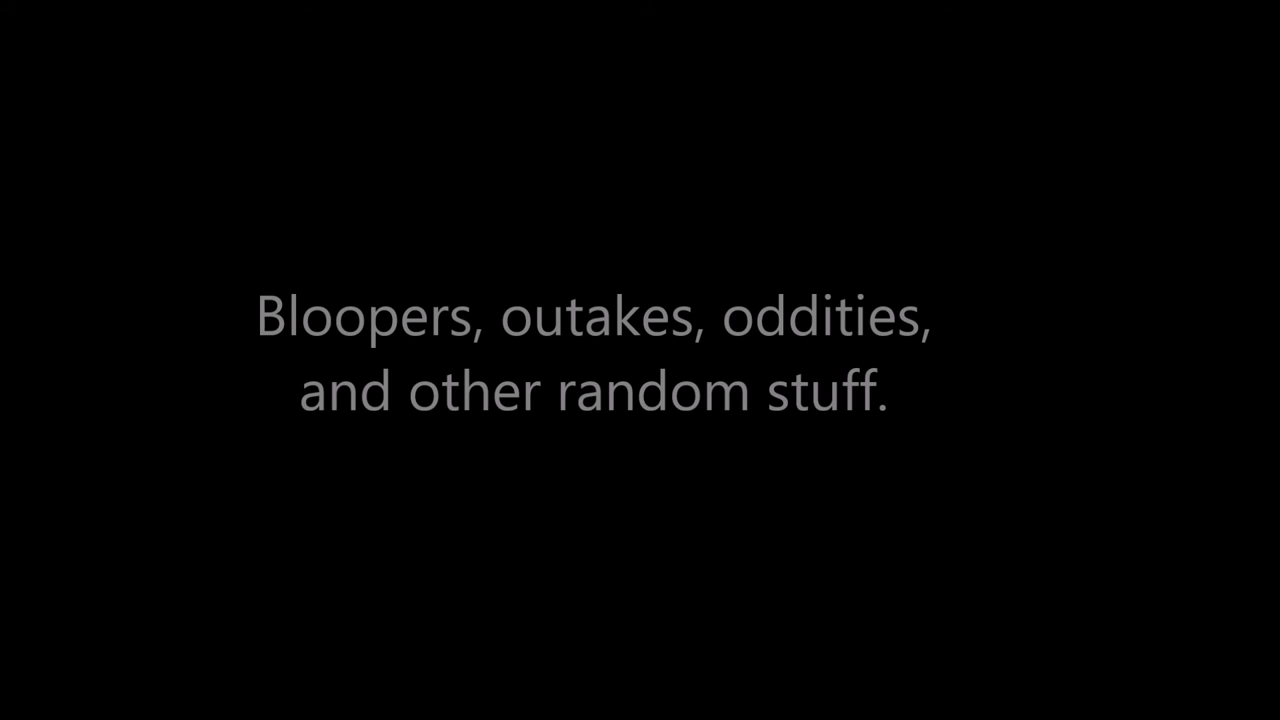 Bloopers, outakes, oddities,
and other random stuff.